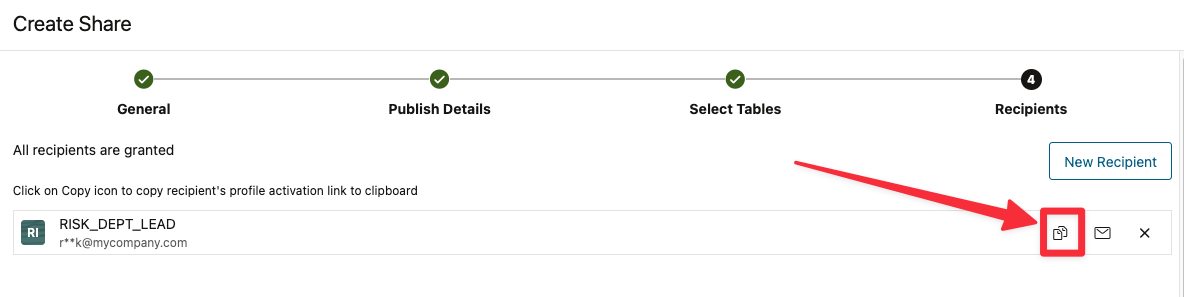 Create Share
4
General
Publish Details
Select Tables
Recipients
All recipients are granted
New Recipient
Click on Copy icon to copy recipient's profile activation link to clipboard
RI
RISK_DEPT_LEAD
r**k@mycompany.com